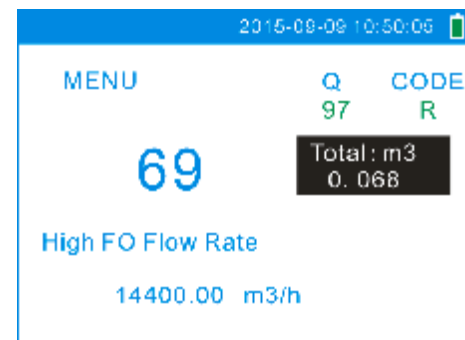 2015-09-09 10:50:05
MENU
Q CODE
97 R
69
Total: m3
0. 068
High FO Flow Rate
14400.00 m3/h